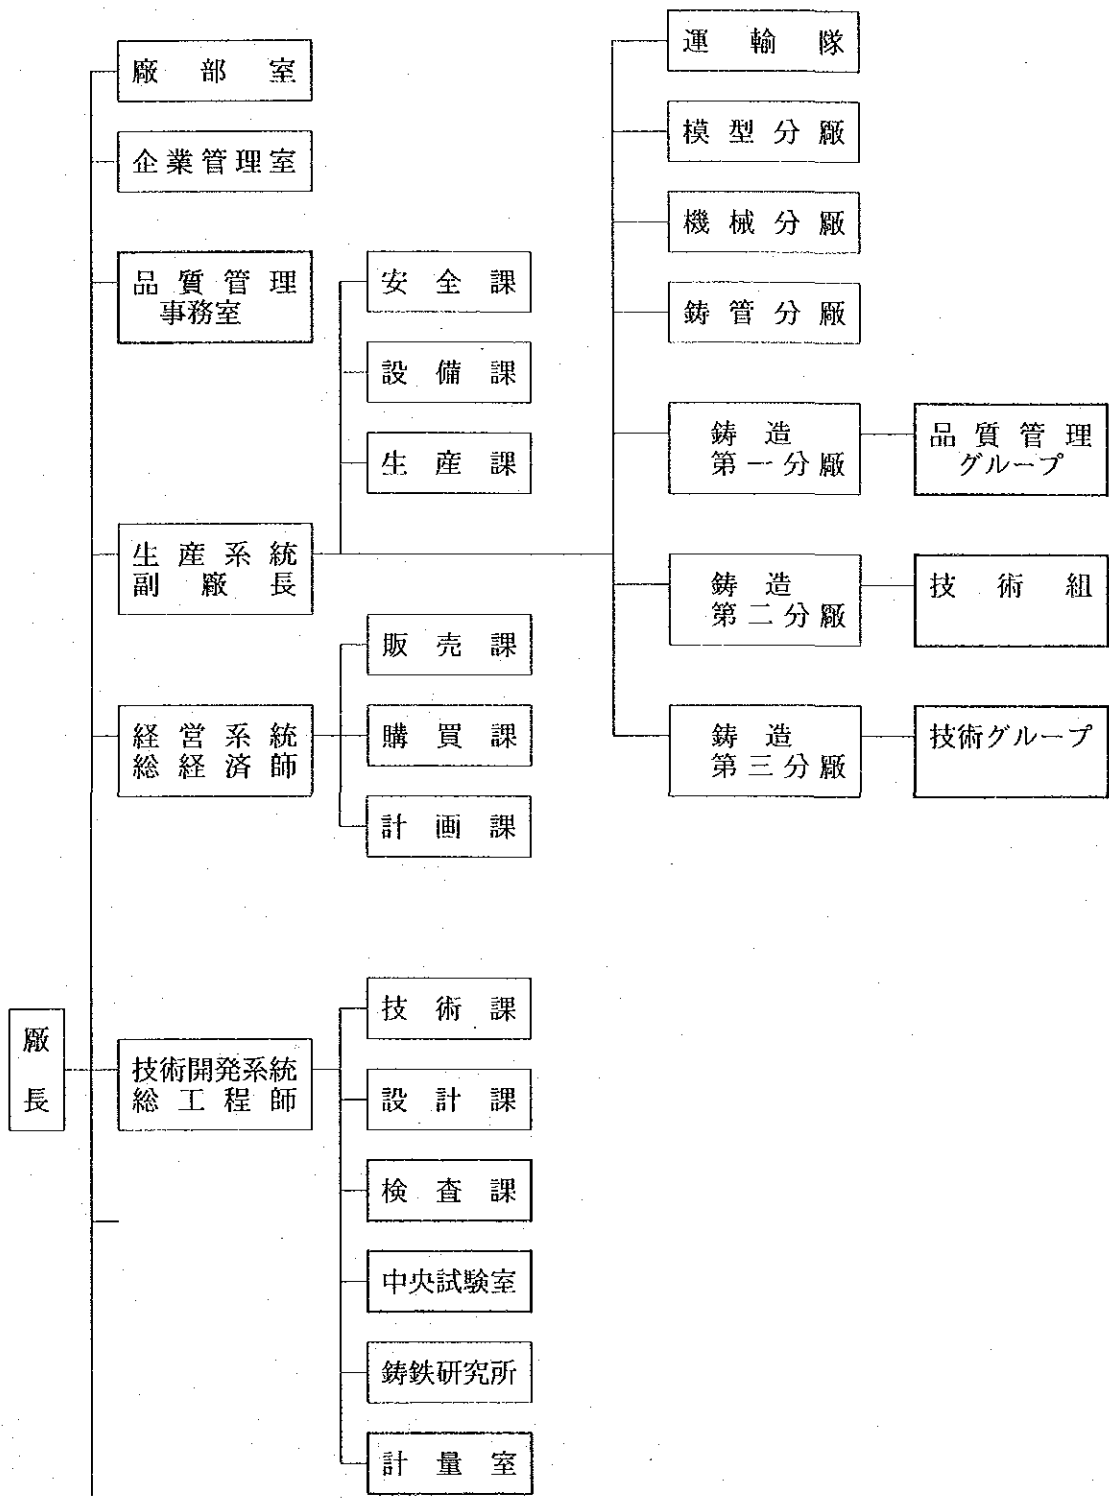 廠部室
企業管理室
品質管理
事務室
生産系統
副廠長
経営系統
総経済師
廠
長
技術開発系統
総工程師
安全課
設備課
生産課
販売課
購買課
計画課
技術課
設計課
検査課
中央試験室
鋳鉄研究所
計量室
運輸隊
模型分廠
機械分廠
鋳管分廠
鋳造
第一分廠
鋳造
第二分廠
鋳造
第三分廠
品質管理
グループ
技術組
技術グループ